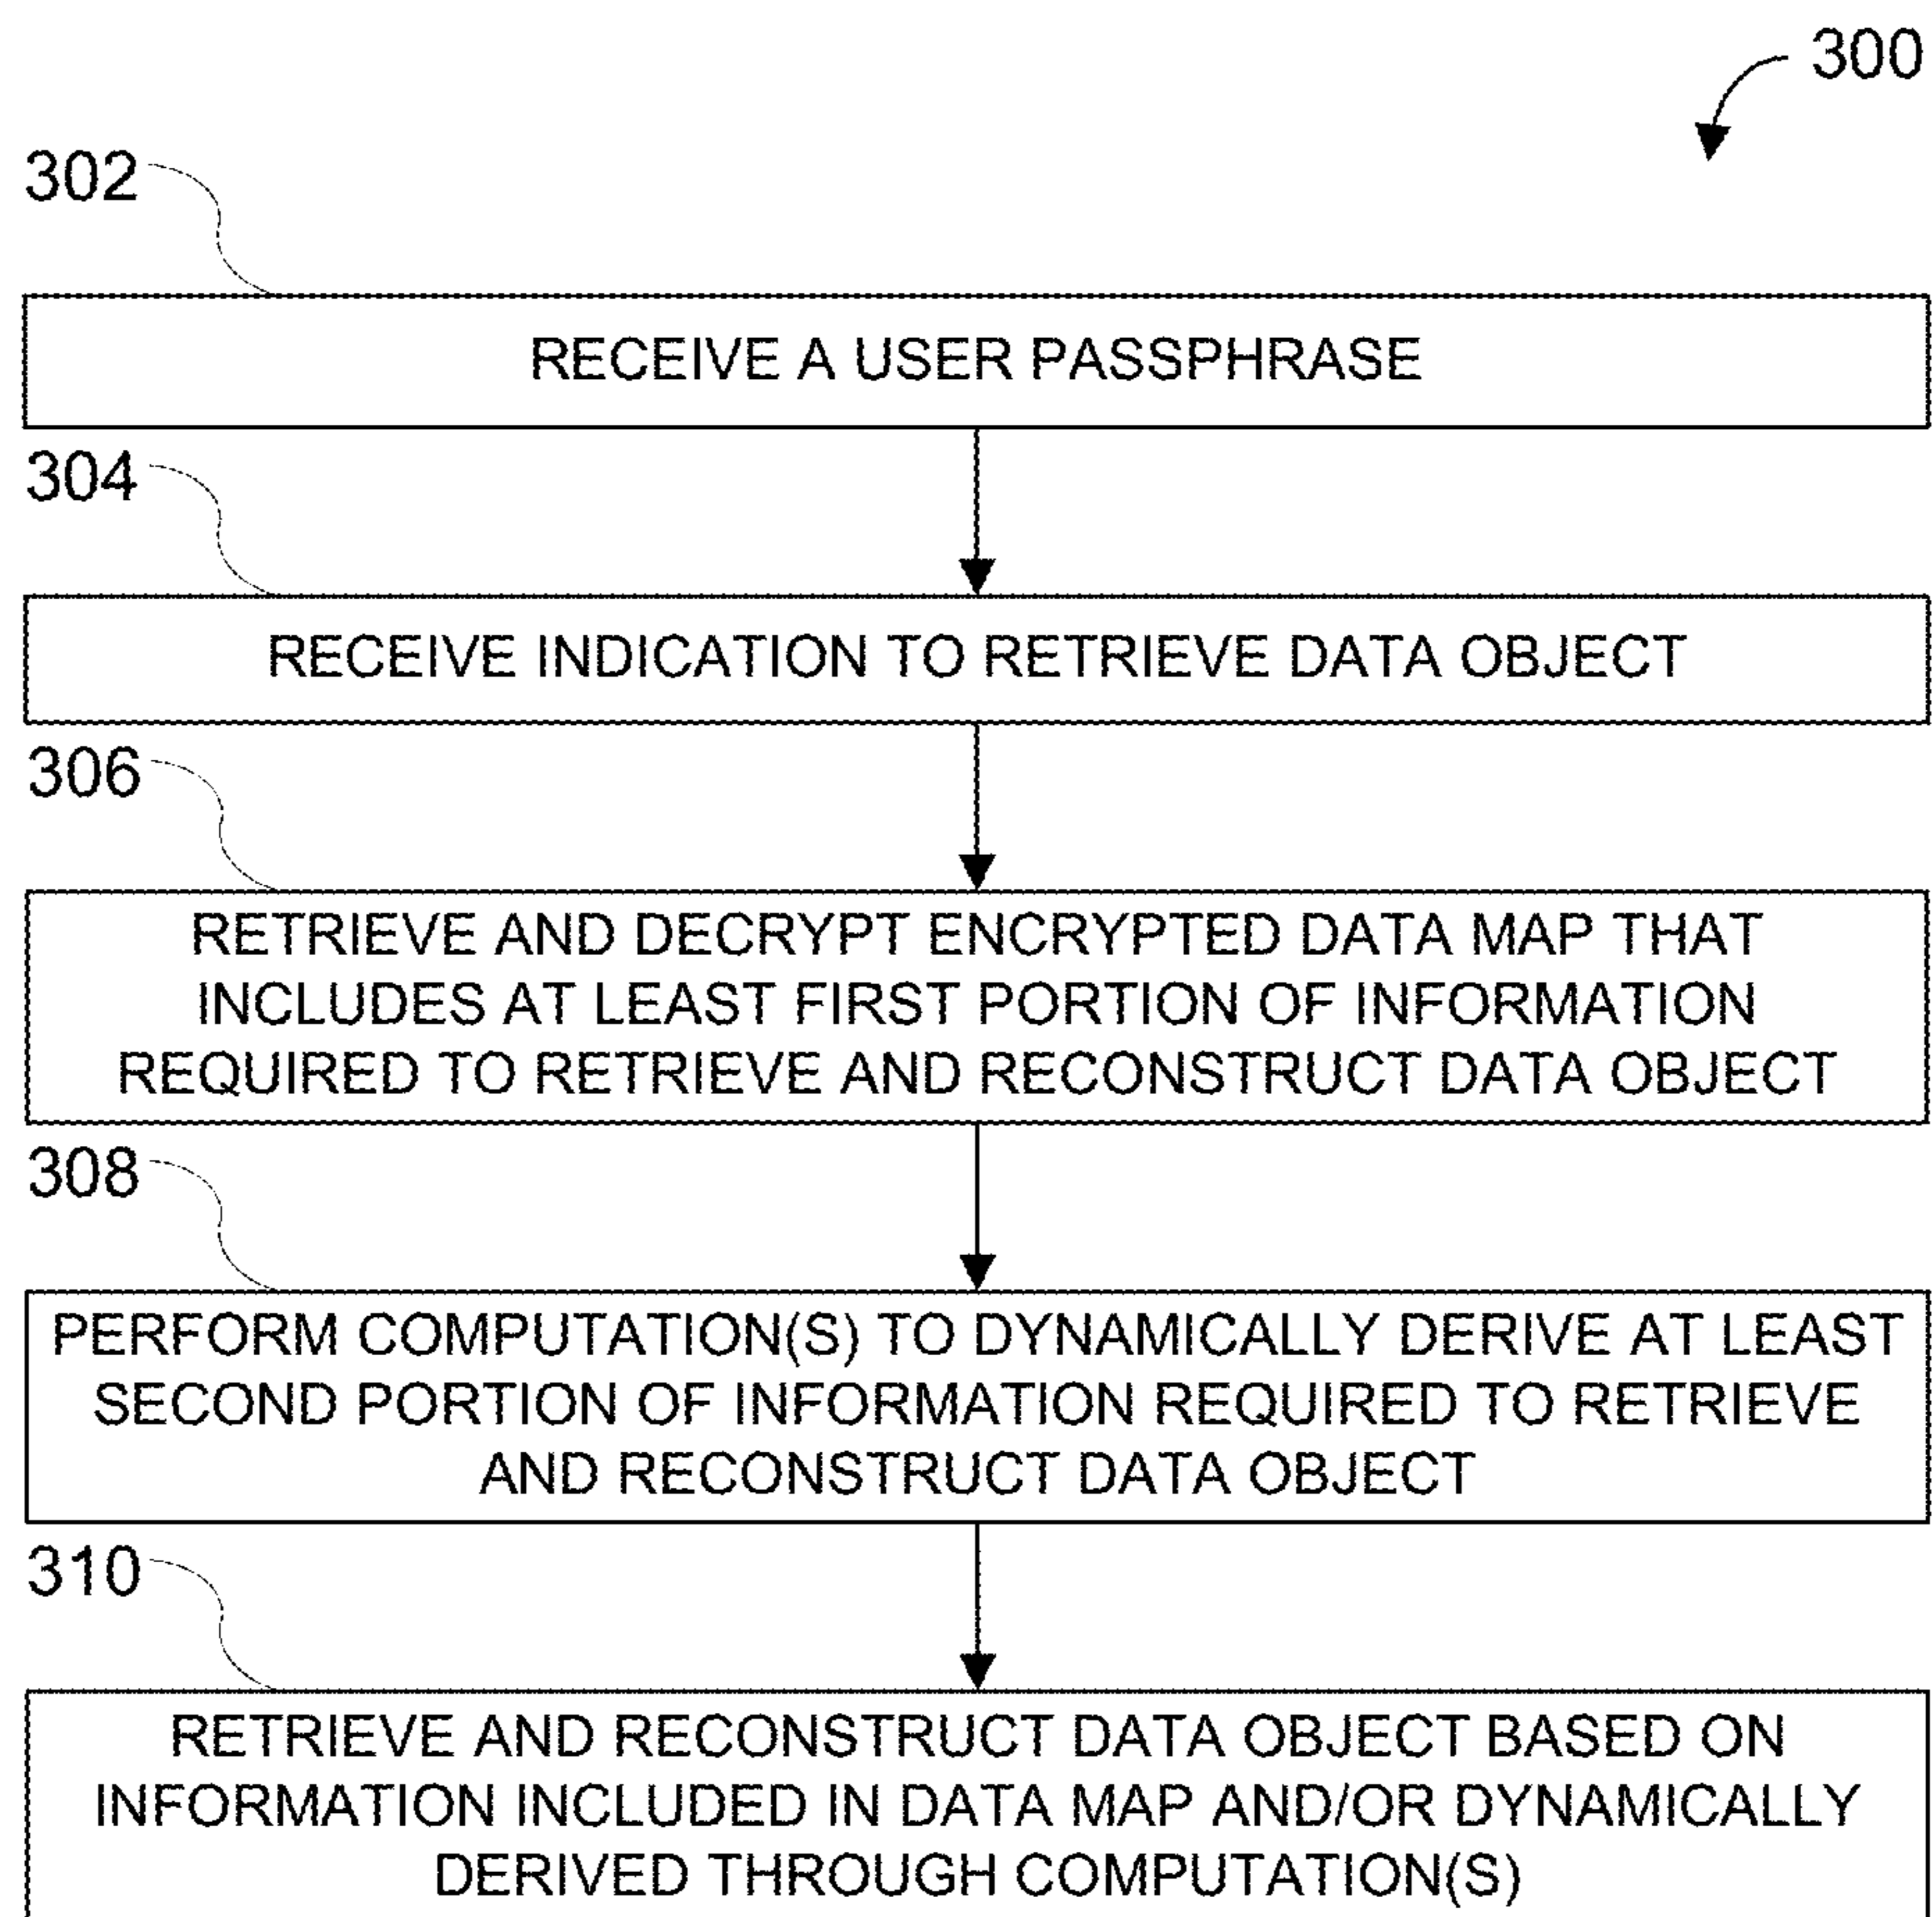 300
302
RECEIVE A USER PASSPHRASE
304
RECEIVE INDICATION TO RETRIEVE DATA OBJECT
306
RETRIEVE AND DECRYPT ENCRYPTED DATA MAP THAT
INCLUDES AT LEAST FIRST PORTION OF INFORMATION
REQUIRED TO RETRIEVE AND RECONSTRUCT DATA OBJECT
308
PERFORM COMPUTATION(S) TO DYNAMICALLY DERIVE AT LEAST
SECOND PORTION OF INFORMATION REQUIRED TO RETRIEVE
AND RECONSTRUCT DATA OBJECT
310
RETRIEVE AND RECONSTRUCT DATA OBJECT BASED ON
INFORMATION INCLUDED IN DATA MAP AND/OR DYNAMICALLY
DERIVED THROUGH COMPUTATION(S)